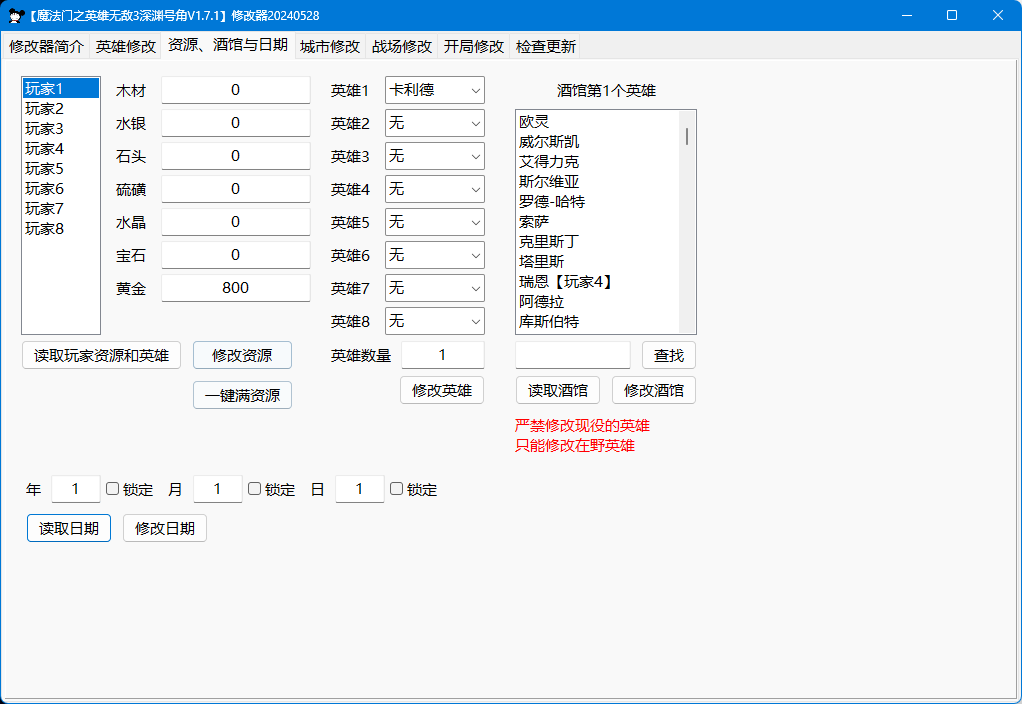 【魔法门之英雄无敌3深渊号角V1.7.1】修改器20240528
修改器简介 英雄修改 资源、酒馆与日期 城市修改 战场修改 开局修改 检查更新
玩家1
玩家2
玩家3
玩家4
玩家5
玩家6
玩家7
玩家8
木材 0
水银 0
石头 0
硫磺 0
水晶 0
宝石 0
黄金 800
英雄1 卡利德
英雄2 无
英雄3 无
英雄4 无
英雄5 无
英雄6 无
英雄7 无
英雄8 无
英雄数量 1
修改英雄
酒馆第1个英雄
欧灵
威尔斯凯
艾得力克
斯尔维亚
罗德-哈特
索萨
克里斯丁
塔里斯
瑞恩【玩家4】
阿德拉
库斯伯特
查找
读取酒馆 修改酒馆
严禁修改现役的英雄
只能修改在野英雄
读取玩家资源和英雄 修改资源
一键满资源
年 1 锁定 月 1 锁定 日 1 锁定
读取日期 修改日期